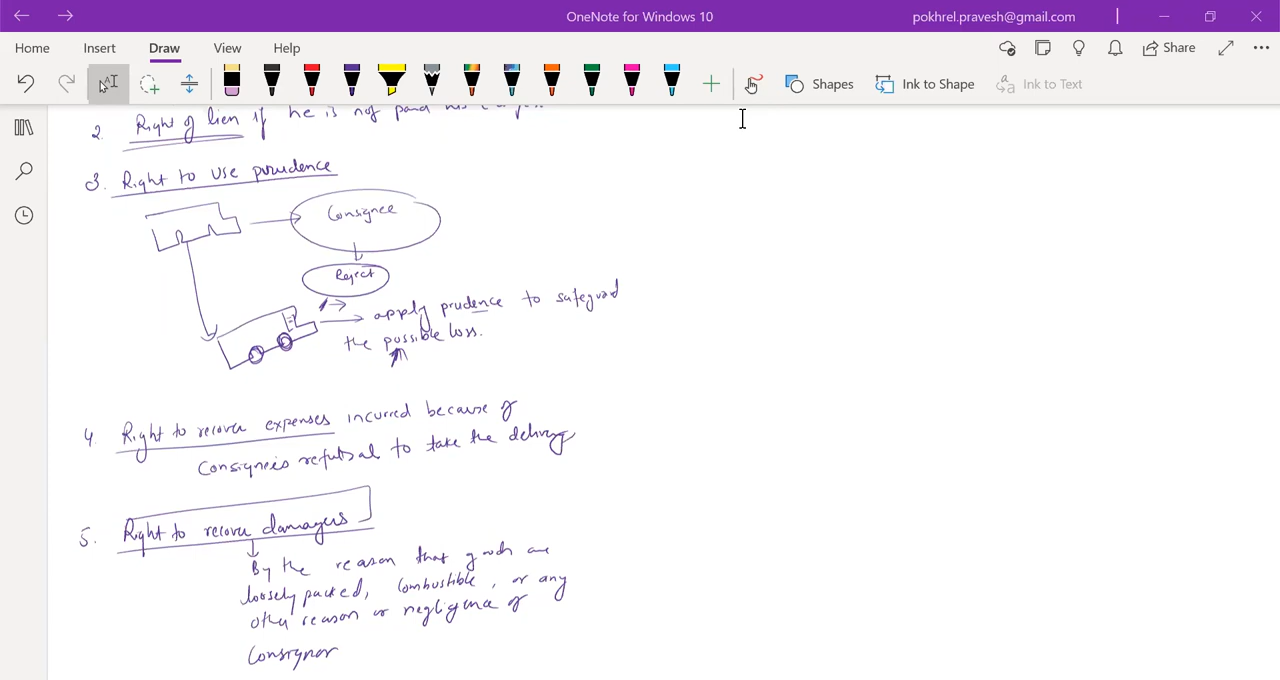 OneNote for Windows 10
pokhrel.pravesh@gmail.com
Home Insert Draw View Help
Share
Shapes
Ink to Shape
Ink to Text
2. Right of lien if he is not paid his
3. Right to use prudence
Consignee
Reject
apply prudence to safeguard
the possible loss.
4 Right to recover expenses incurred because of
Consignee's refutsal to take the delivery
5. Right to recover damagers
By the reason that goods are
loosely packed, Combustible, or any
other reason or negligence of
Consignor